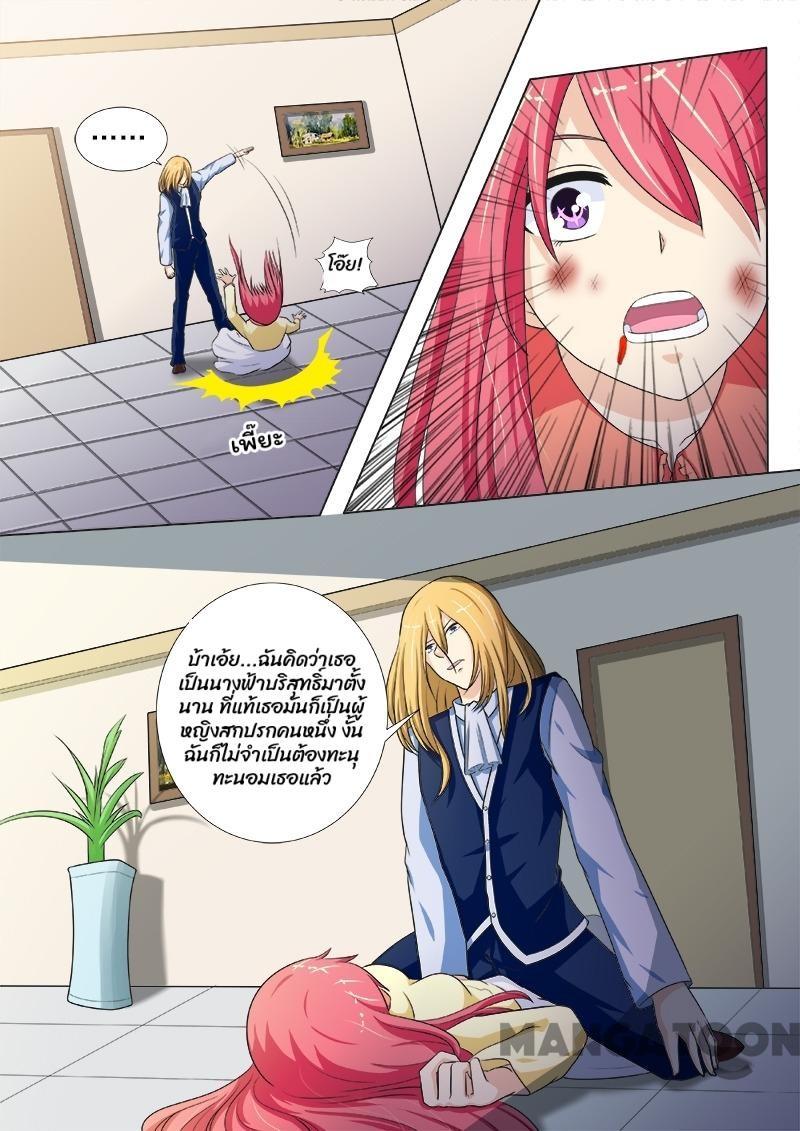 ......
โอ๊ย!
เพี๊ยะ
บ้าเอ้ย...ฉันคิดว่าเธอ
เป็นนางฟ้าบริสุทธิ์มาตั้ง
นาน ที่แท้เธอมันก็เป็นผู้
หญิงสกปรกคนหนึ่ง งั้น
ฉันก็ไม่จำเป็นต้องทะนุ
ทะนอมเธอแล้ว
MANGATOON